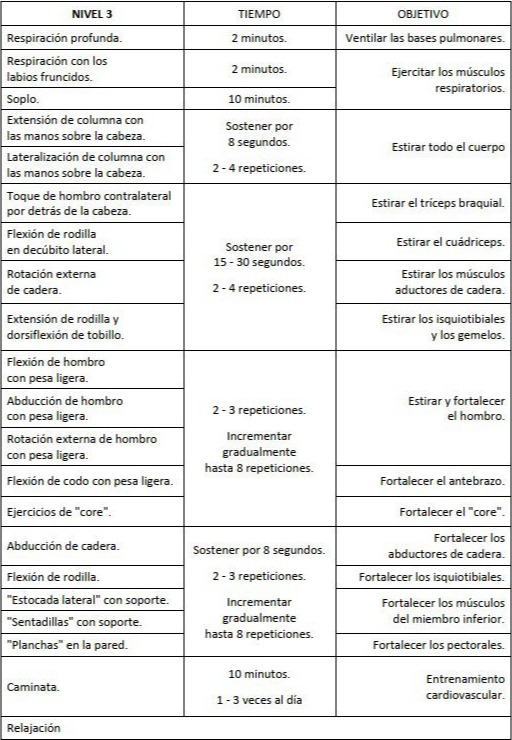 NIVEL 3
TIEMPO
OBJETIVO
Respiración profunda.
2 minutos.
Ventilar las bases pulmonares.
Respiración con los
labios fruncidos.
2 minutos.
Ejercitar los músculos
respiratorios.
Soplo.
10 minutos.
Extensión de columna con
las manos sobre la cabeza.
Sostener por
8 segundos.
2 - 4 repeticiones.
Estirar todo el cuerpo
Lateralización de columna con
las manos sobre la cabeza.
Toque de hombro contralateral
por detrás de la cabeza.
Sostener por
15 - 30 segundos.
2 - 4 repeticiones.
Estirar el tríceps braquial.
Flexión de rodilla
en decúbito lateral.
Estirar el cuádriceps.
Rotación externa
de cadera.
Estirar los músculos
aductores de cadera.
Extensión de rodilla y
dorsiflexión de tobillo.
Estirar los isquiotibiales
y los gemelos.
Flexión de hombro
con pesa ligera.
2 - 3 repeticiones.
Incrementar
gradualmente
hasta 8 repeticiones.
Estirar y fortalecer
el hombro.
Abducción de hombro
con pesa ligera.
Rotación externa de hombro
con pesa ligera.
Flexión de codo con pesa ligera.
Fortalecer el antebrazo.
Ejercicios de "core".
Fortalecer el "core".
Abducción de cadera.
Sostener por 8 segundos.
2 - 3 repeticiones.
Incrementar
gradualmente
hasta 8 repeticiones.
Fortalecer los
abductores de cadera.
Flexión de rodilla.
Fortalecer los isquiotibiales.
"Estocada lateral" con soporte.
Fortalecer los músculos
del miembro inferior.
"Sentadillas" con soporte.
"Planchas" en la pared.
Fortalecer los pectorales.
Caminata.
10 minutos.
1 - 3 veces al día
Entrenamiento
cardiovascular.
Relajación